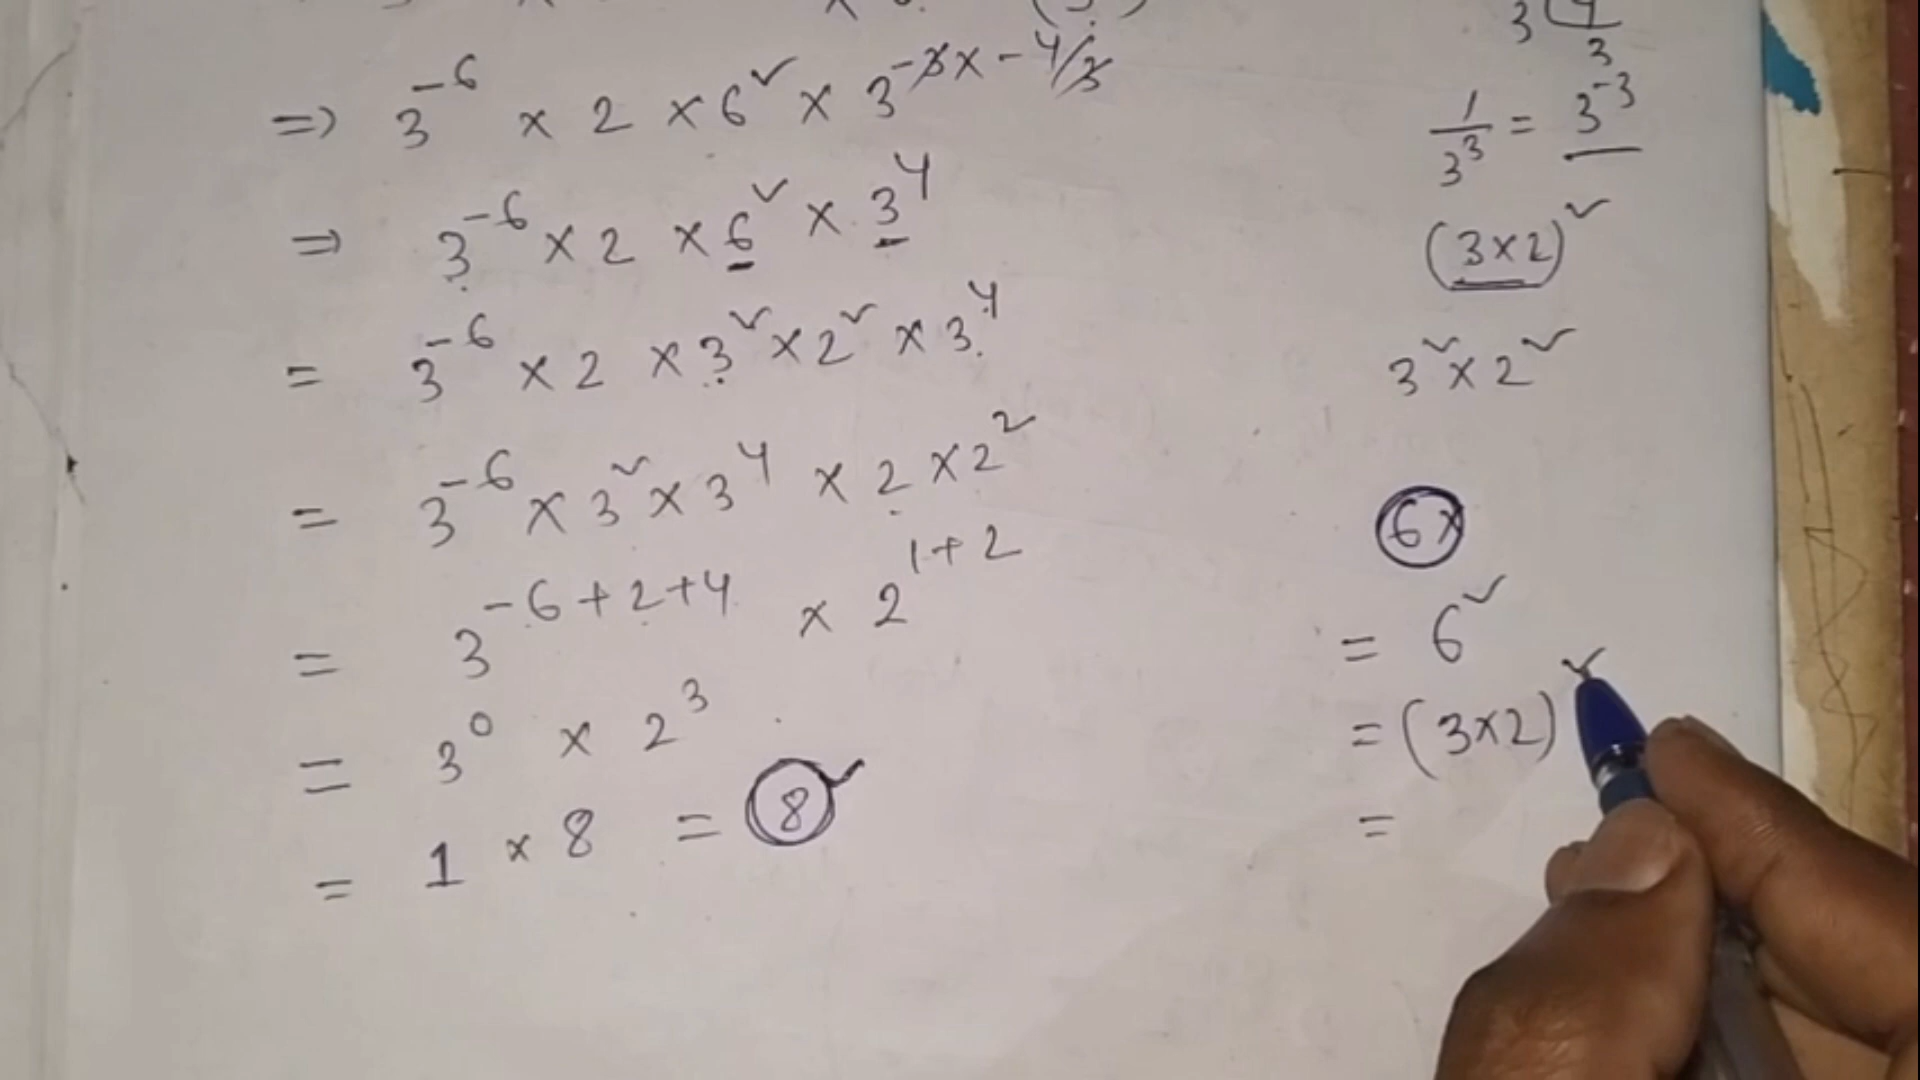 ⇒ 3^-6 × 2 × 6^2 × 3^-3x-4/3
⇒ 3^-6 × 2 × 6^2 × 3^4
= 3^-6 × 2 × 3^2 × 2^2 × 3^4
= 3^-6 × 3^2 × 3^4 × 2 × 2^2
= 3^-6+2+4 × 2^1+2
= 3^0 × 2^3
= 1 × 8 = 8
1/3^3 = 3^-3
(3×2)^2
3^2 × 2^2
6×
= 6^2
= (3×2)^2
=